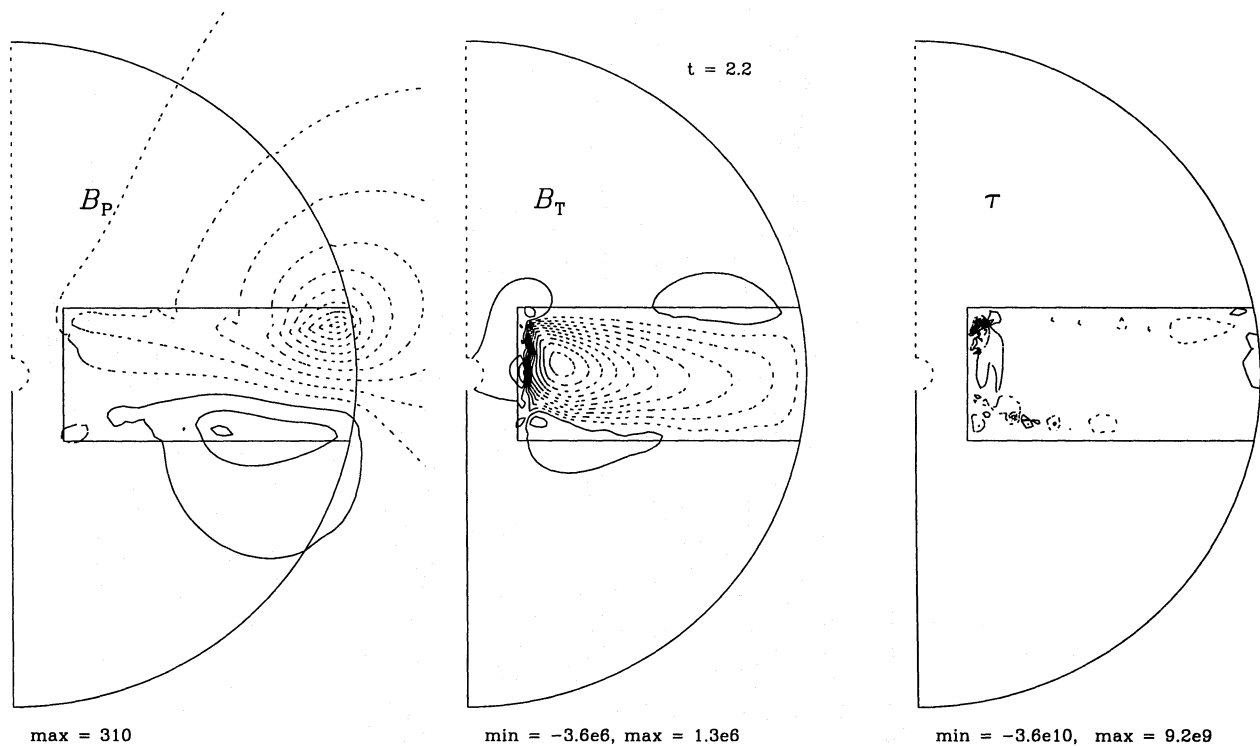 t = 2.2
B_P
B_T
τ
max = 310
min = −3.6e6, max = 1.3e6
min = −3.6e10, max = 9.2e9